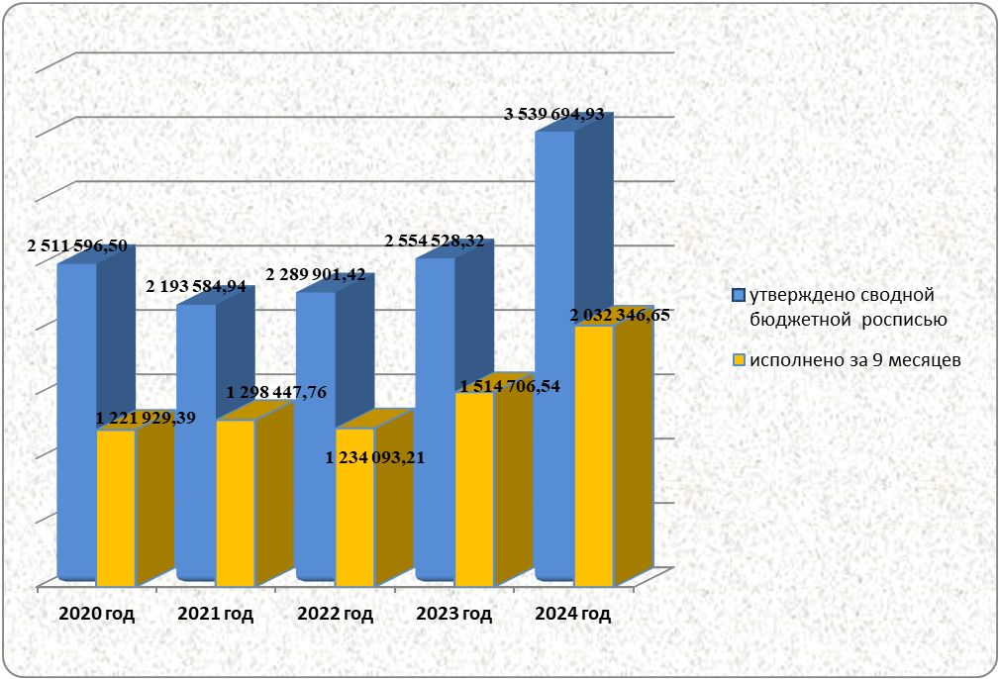 3 539 694,93
2 511 596,50
2 554 528,32
2 289 901,42
2 193 584,94
2 032 346,65
1 514 706,54
1 298 447,76
1 221 929,39
1 234 093,21
утверждено сводной
бюджетной росписью
исполнено за 9 месяцев
2020 год
2021 год
2022 год
2023 год
2024 год